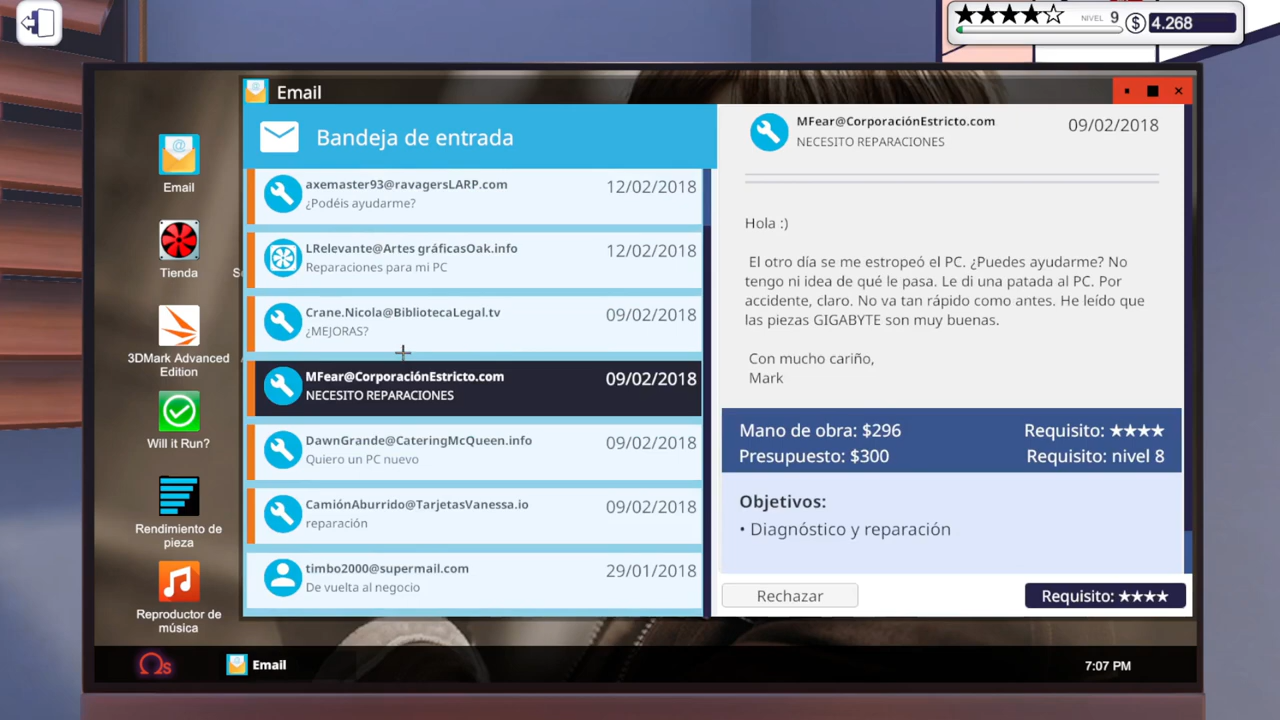 NIVEL 9 $ 4.268
Email
Bandeja de entrada
axemaster93@ravagersLARP.com 12/02/2018
¿Podéis ayudarme?
LRelevante@Artes gráficasOak.info 12/02/2018
Reparaciones para mi PC
Crane.Nicola@BibliotecaLegal.tv 09/02/2018
¿MEJORAS?
MFear@CorporaciónEstricto.com 09/02/2018
NECESITO REPARACIONES
DawnGrande@CateringMcQueen.info 09/02/2018
Quiero un PC nuevo
CamiónAburrido@TarjetasVanessa.io 09/02/2018
reparación
timbo2000@supermail.com 29/01/2018
De vuelta al negocio
MFear@CorporaciónEstricto.com 09/02/2018
NECESITO REPARACIONES
Hola :)
El otro día se me estropeó el PC. ¿Puedes ayudarme? No
tengo ni idea de qué le pasa. Le di una patada al PC. Por
accidente, claro. No va tan rápido como antes. He leído que
las piezas GIGABYTE son muy buenas.
Con mucho cariño,
Mark
Mano de obra: $296 Requisito: ★★★★
Presupuesto: $300 Requisito: nivel 8
Objetivos:
• Diagnóstico y reparación
Rechazar Requisito: ★★★★
Email
Tienda
3DMark Advanced
Edition
Will it Run?
Rendimiento de
pieza
Reproductor de
música
Ωs Email 7:07 PM